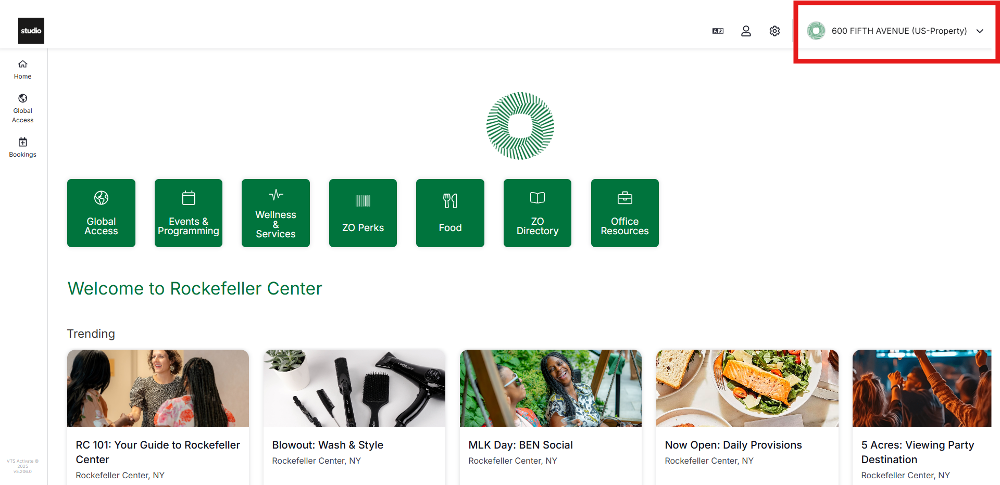 studio
600 FIFTH AVENUE (US-Property)
Home
Global
Access
Bookings
Global
Access
Events &
Programming
Wellness
&
Services
ZO Perks
Food
ZO
Directory
Office
Resources
Welcome to Rockefeller Center
Trending
RC 101: Your Guide to Rockefeller
Center
Rockefeller Center, NY
Blowout: Wash & Style
Rockefeller Center, NY
MLK Day: BEN Social
Rockefeller Center, NY
Now Open: Daily Provisions
Rockefeller Center, NY
5 Acres: Viewing Party
Destination
Rockefeller Center, NY
VTS Activate ©
2025
v5.206.0